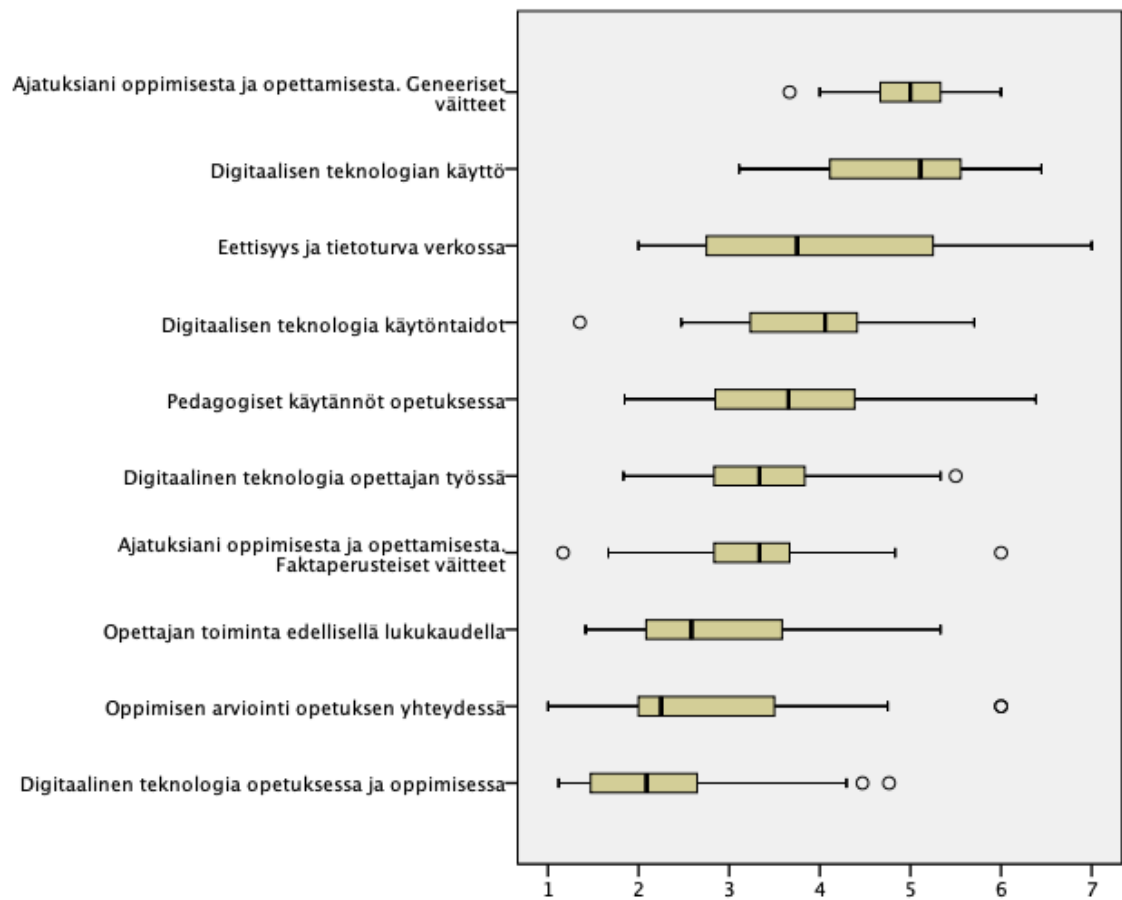 Ajatuksiani oppimisesta ja opettamisesta. Geneeriset
väitteet
Digitaalisen teknologian käyttö
Eettisyys ja tietoturva verkossa
Digitaalisen teknologia käytöntaidot
Pedagogiset käytännöt opetuksessa
Digitaalinen teknologia opettajan työssä
Ajatuksiani oppimisesta ja opettamisesta.
Faktaperusteiset väitteet
Opettajan toiminta edellisellä lukukaudella
Oppimisen arviointi opetuksen yhteydessä
Digitaalinen teknologia opetuksessa ja oppimisessa
1 2 3 4 5 6 7